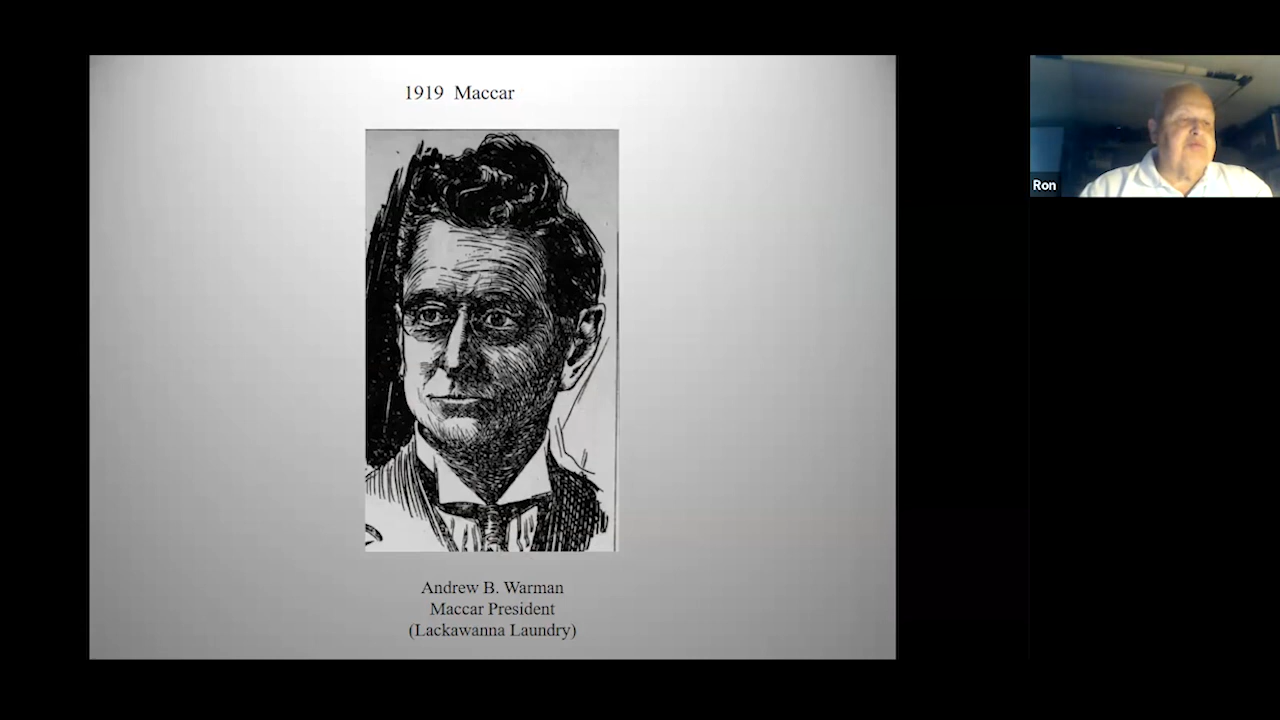 1919 Maccar
Andrew B. Warman
Maccar President
(Lackawanna Laundry)
Ron